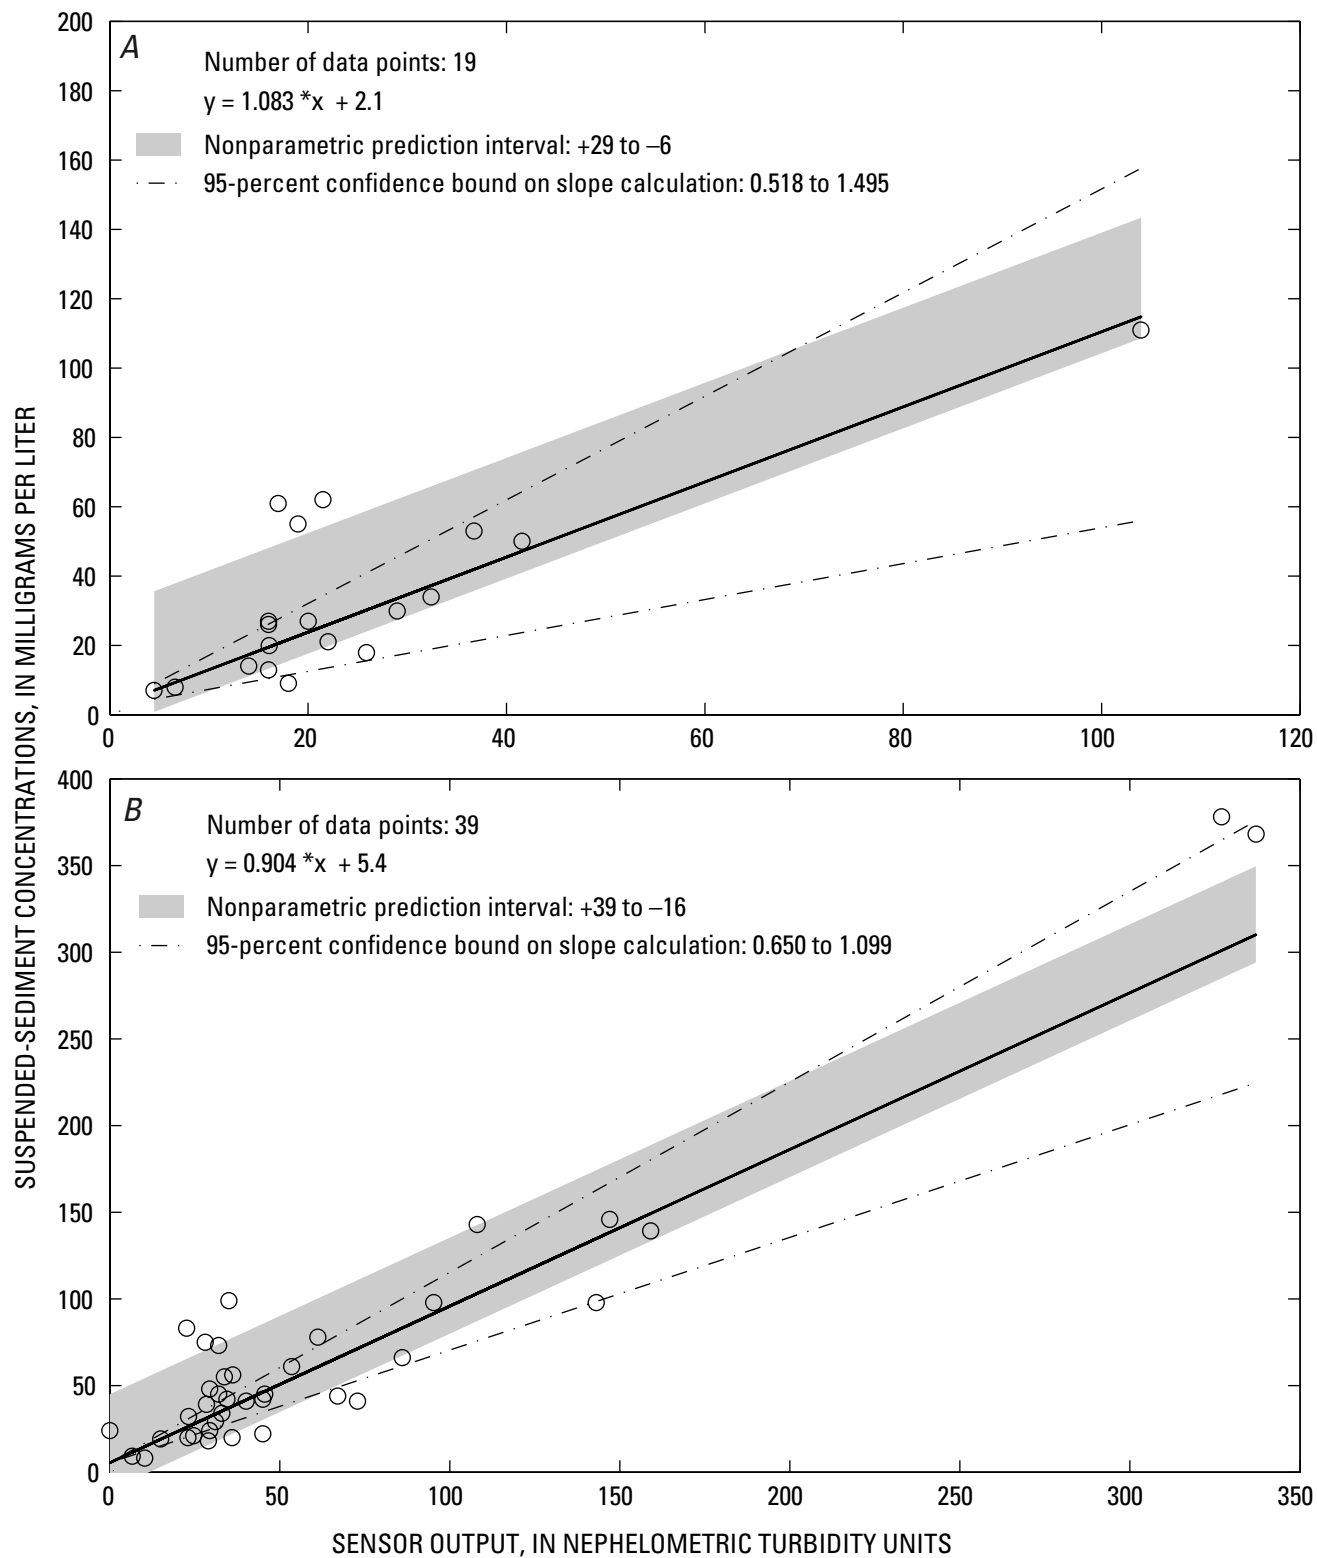 A
Number of data points: 19
y = 1.083 *x + 2.1
Nonparametric prediction interval: +29 to –6
95-percent confidence bound on slope calculation: 0.518 to 1.495
200
180
160
140
120
100
80
60
40
20
0
0 20 40 60 80 100 120
SUSPENDED-SEDIMENT CONCENTRATIONS, IN MILLIGRAMS PER LITER
B
Number of data points: 39
y = 0.904 *x + 5.4
Nonparametric prediction interval: +39 to –16
95-percent confidence bound on slope calculation: 0.650 to 1.099
400
350
300
250
200
150
100
50
0
0 50 100 150 200 250 300 350
SENSOR OUTPUT, IN NEPHELOMETRIC TURBIDITY UNITS